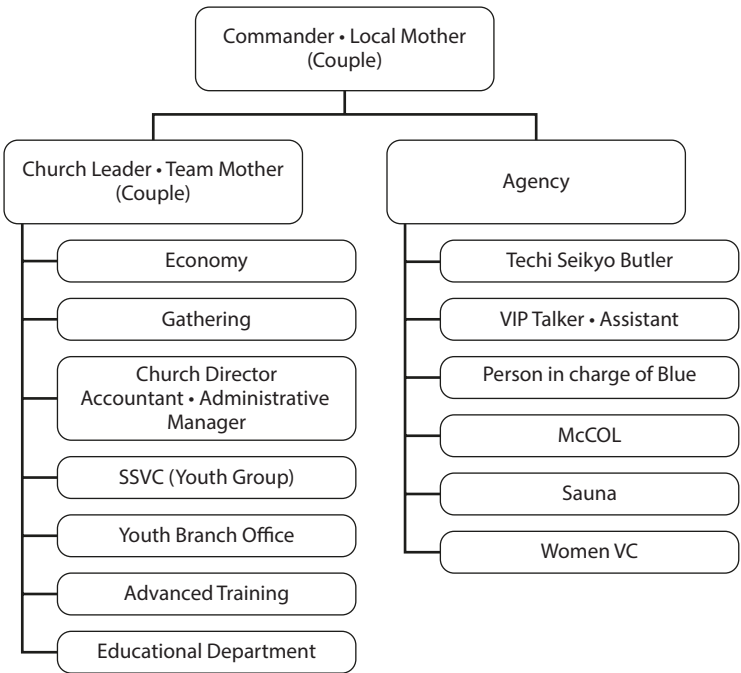 Commander • Local Mother
(Couple)
Church Leader • Team Mother
(Couple)
Economy
Gathering
Church Director
Accountant • Administrative
Manager
SSVC (Youth Group)
Youth Branch Office
Advanced Training
Educational Department
Agency
Techi Seikyo Butler
VIP Talker • Assistant
Person in charge of Blue
McCOL
Sauna
Women VC